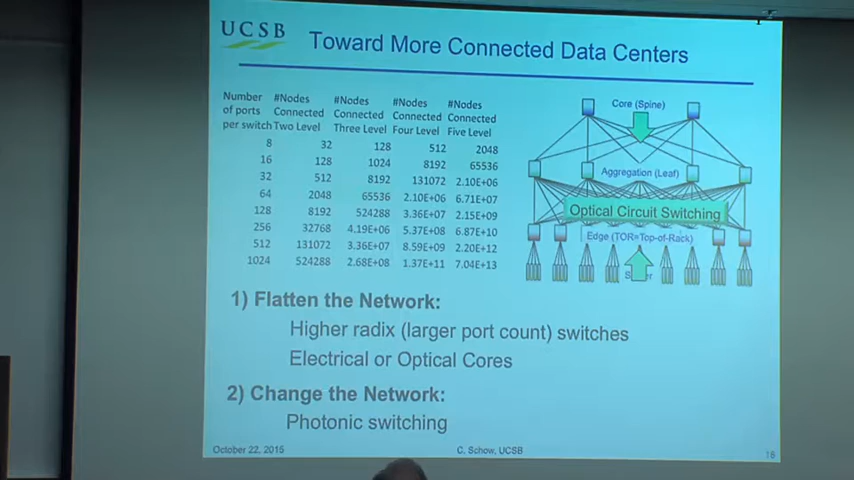 UCSB
Toward More Connected Data Centers
Number #Nodes #Nodes #Nodes #Nodes
of ports Connected Connected Connected Connected
per switch Two Level Three Level Four Level Five Level
8 32 128 512 2048
16 128 1024 8192 65536
32 512 8192 131072 2.10E+06
64 2048 65536 2.10E+06 6.71E+07
128 8192 524288 3.36E+07 2.15E+09
256 32768 4.19E+06 5.37E+08 6.87E+10
512 131072 3.36E+07 8.59E+09 2.20E+12
1024 524288 2.68E+08 1.37E+11 7.04E+13
Core (Spine)
Aggregation (Leaf)
Optical Circuit Switching
Edge (TOR=Top-of-Rack)
1) Flatten the Network:
Higher radix (larger port count) switches
Electrical or Optical Cores
2) Change the Network:
Photonic switching
October 22, 2015
C. Schow, UCSB